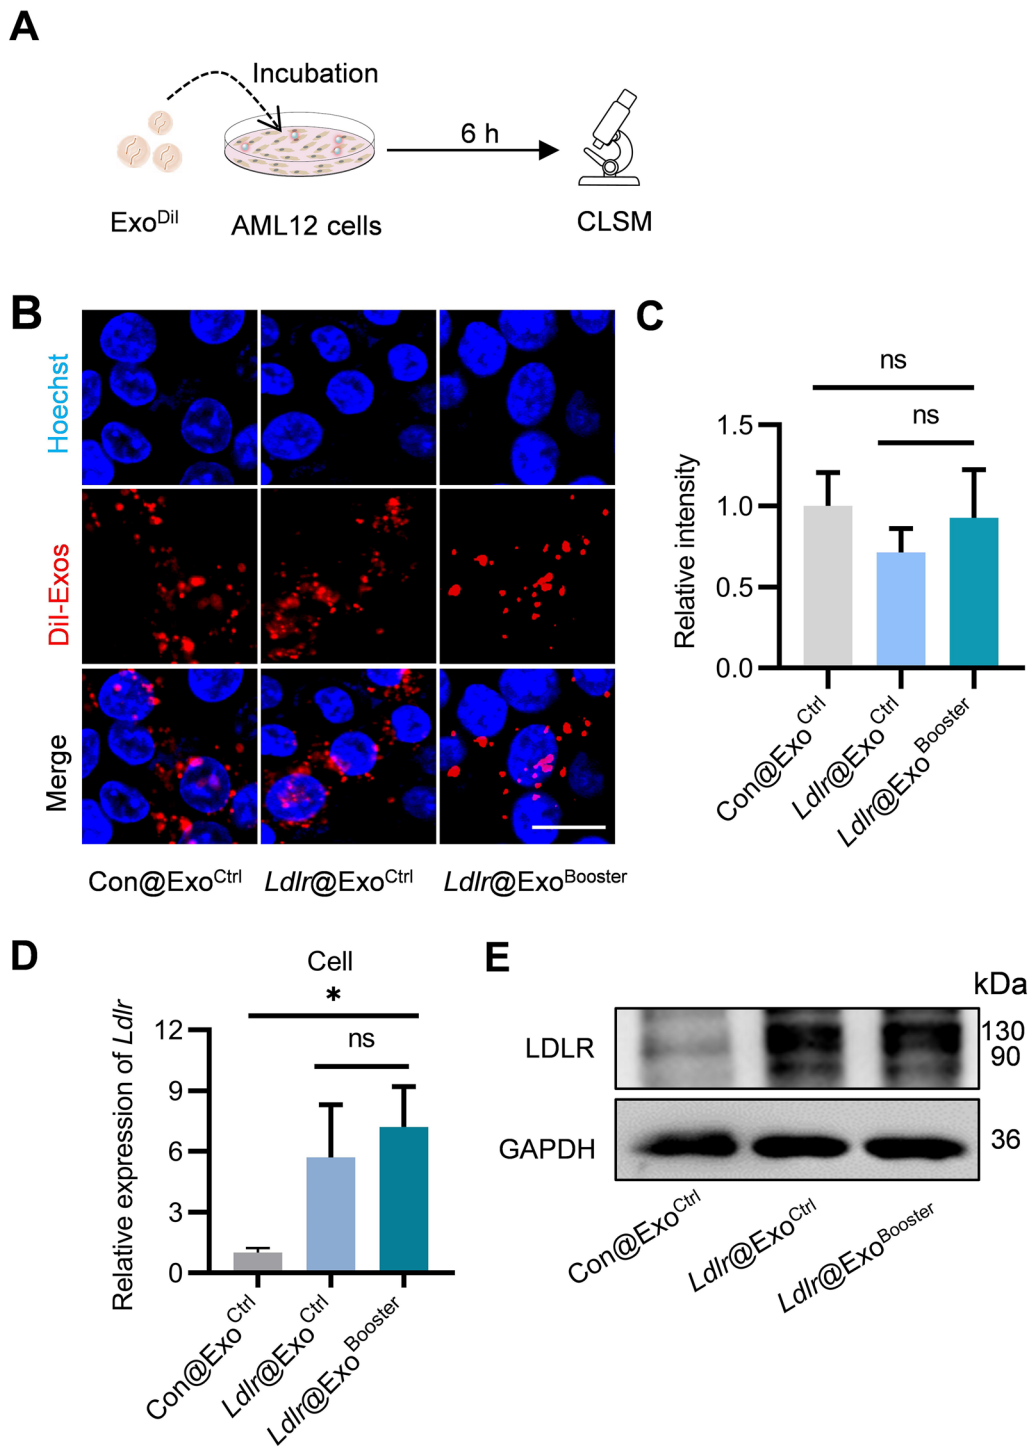 A
Incubation
6 h
Exo^DiI
AML12 cells
CLSM
B
Hoechst
DiI-Exos
Merge
Con@Exo^Ctrl
Ldlr@Exo^Ctrl
Ldlr@Exo^Booster
C
ns
ns
Relative intensity
1.5
1.0
0.5
0.0
Con@Exo^Ctrl
Ldlr@Exo^Ctrl
Ldlr@Exo^Booster
D
Cell
*
ns
Relative expression of Ldlr
12
9
6
3
0
Con@Exo^Ctrl
Ldlr@Exo^Ctrl
Ldlr@Exo^Booster
E
kDa
LDLR
130
90
GAPDH
36
Con@Exo^Ctrl
Ldlr@Exo^Ctrl
Ldlr@Exo^Booster